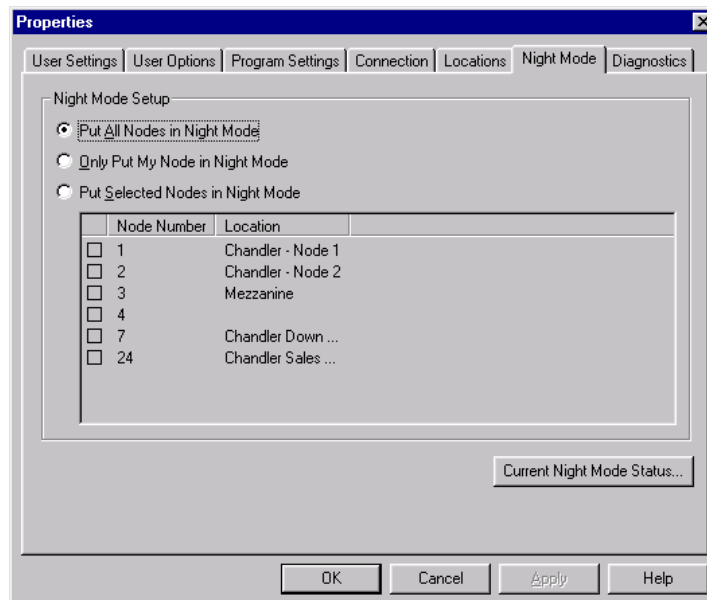 Properties
User Settings User Options Program Settings Connection Locations Night Mode Diagnostics
Night Mode Setup
Put All Nodes in Night Mode
Only Put My Node in Night Mode
Put Selected Nodes in Night Mode
Node Number Location
1 Chandler - Node 1
2 Chandler - Node 2
3 Mezzanine
4
7 Chandler Down ...
24 Chandler Sales ...
Current Night Mode Status...
OK Cancel Apply Help